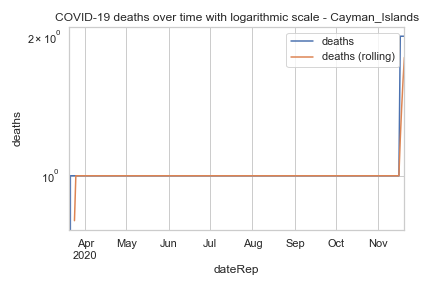 COVID-19 deaths over time with logarithmic scale - Cayman_Islands
2 × 10⁰
deaths
deaths (rolling)
deaths
10⁰
Apr May Jun Jul Aug Sep Oct Nov
2020
dateRep